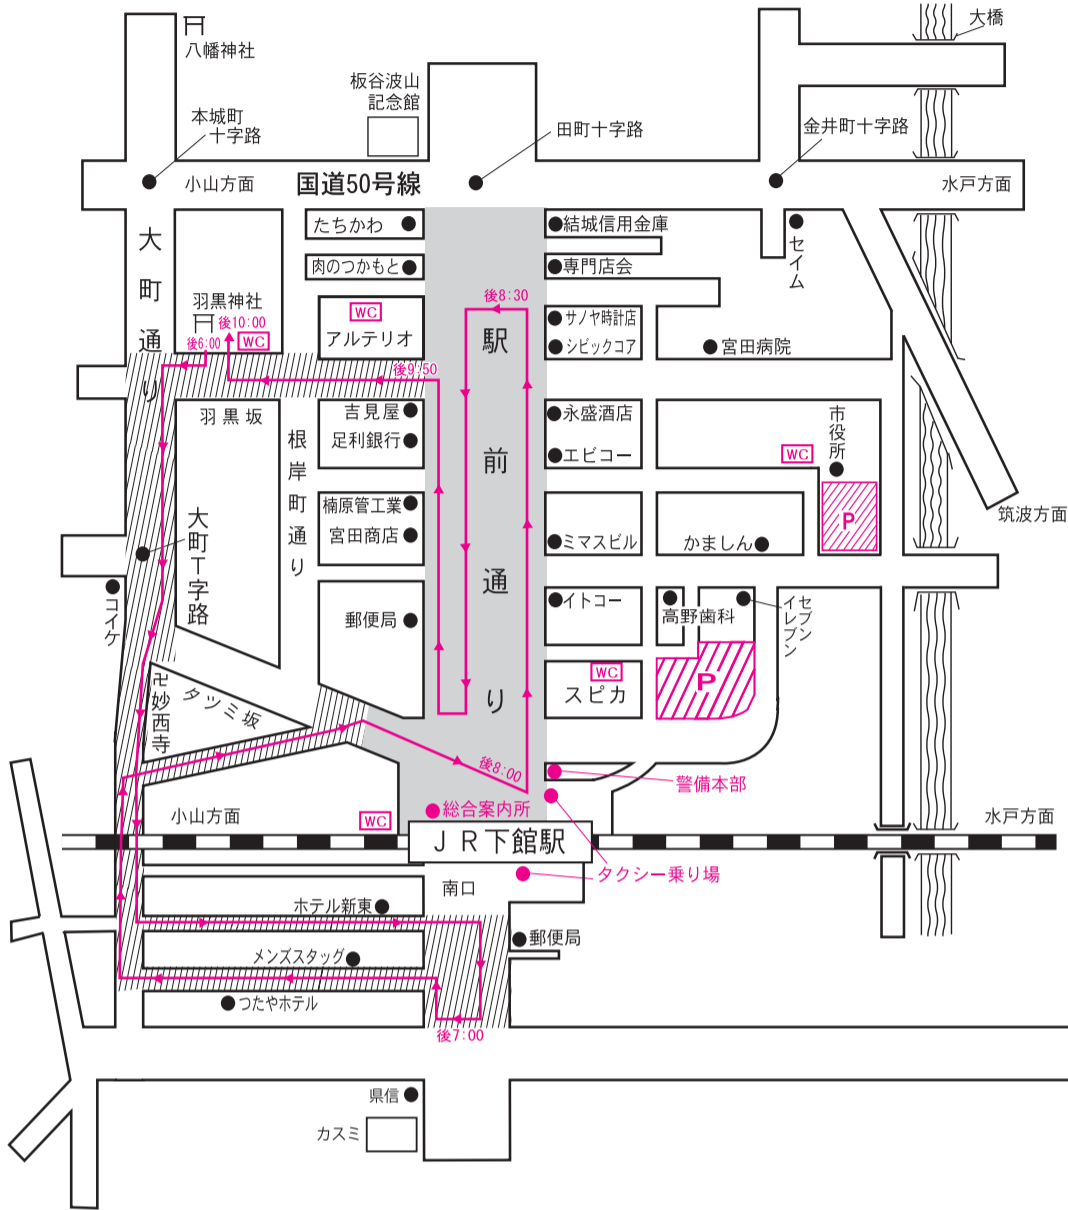 大橋
八幡神社
板谷波山
記念館
本城町
十字路
田町十字路
金井町十字路
小山方面
国道50号線
水戸方面
たちかわ
結城信用金庫
セイム
大町通り
肉のつかもと
専門店会
羽黒神社
後8:30
後10:00
WC
後6:00
WC
アルテリオ
サノヤ時計店
シビックコア
宮田病院
駅前通り
後9:50
羽黒坂
吉見屋
足利銀行
永盛酒店
エビコー
市役所
WC
根岸町通り
楠原管工業
宮田商店
ミマスビル
かましん
P
筑波方面
大町T字路
コイケ
郵便局
イトコー
高野歯科
セブン
イレブン
卍妙西寺
タツミ坂
WC
スピカ
P
後8:00
警備本部
小山方面
WC
総合案内所
水戸方面
JR下館駅
タクシー乗り場
南口
ホテル新東
郵便局
メンズスタッグ
つたやホテル
後7:00
県信
カスミ